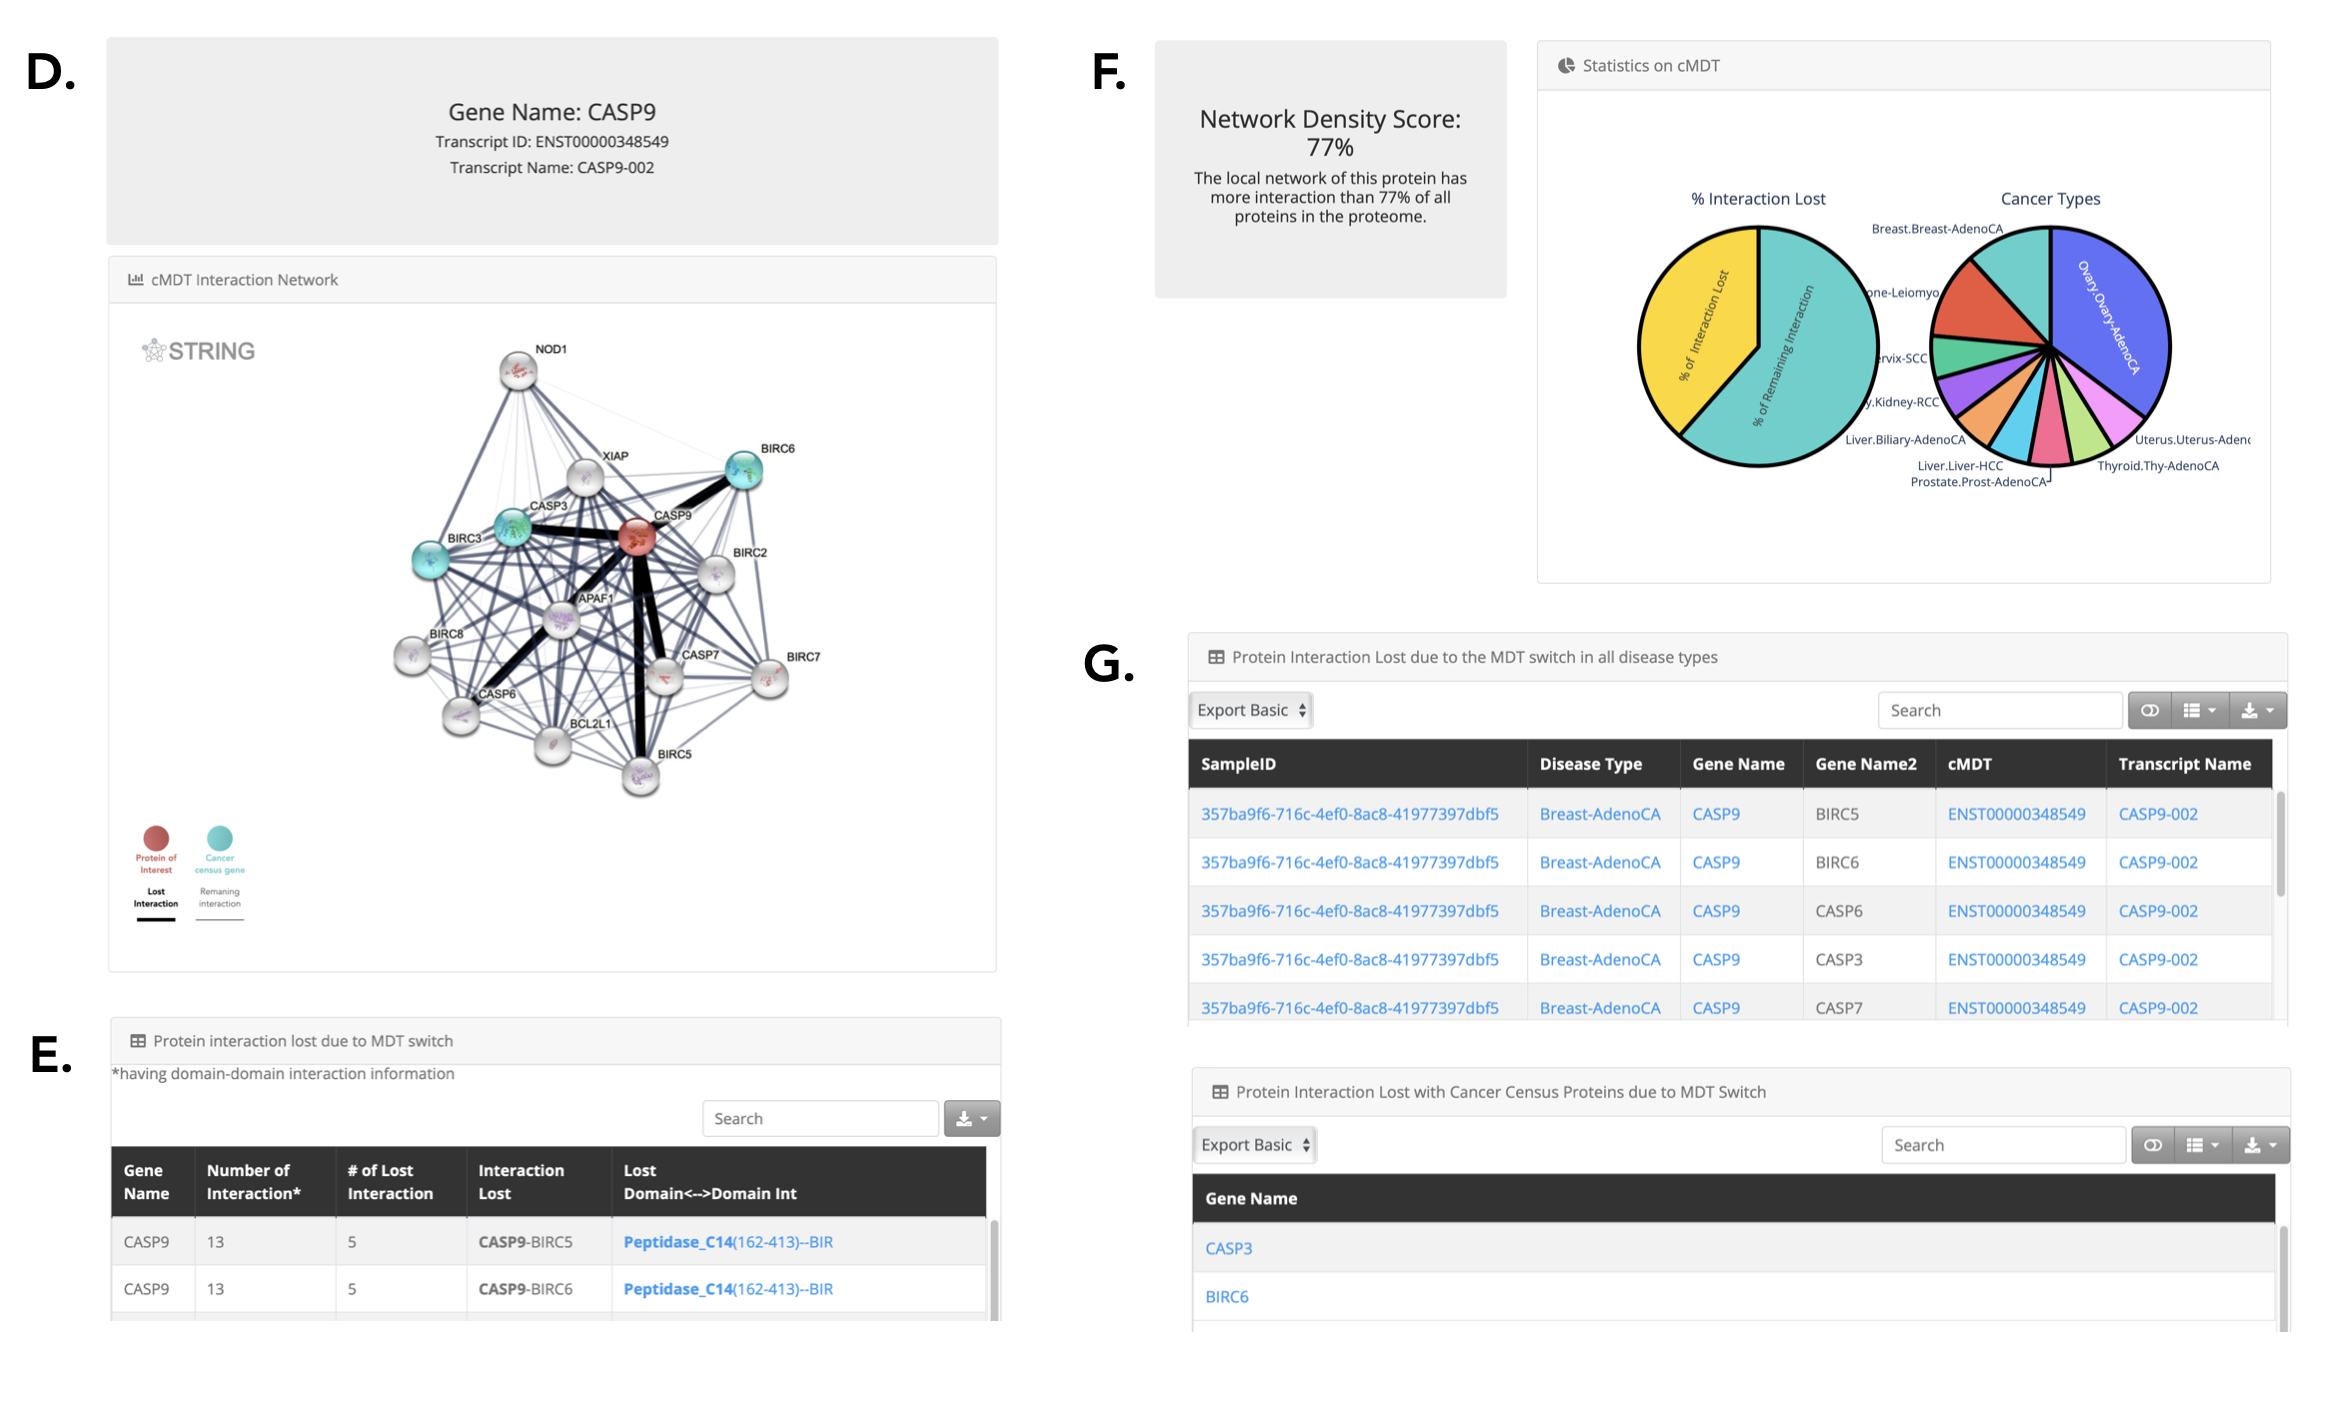 D.
Gene Name: CASP9
Transcript ID: ENST00000348549
Transcript Name: CASP9-002
cMDT Interaction Network
STRING
NOD1
XIAP
BIRC6
CASP3
CASP9
BIRC3
BIRC2
APAF1
BIRC8
CASP7
BIRC7
CASP6
BCL2L1
BIRC5
Protein of
Interest
Cancer
census gene
Lost
Interaction
Remaning
interaction
E.
Protein interaction lost due to MDT switch
*having domain-domain interaction information
Search
Gene Name
Number of Interaction*
# of Lost Interaction
Interaction Lost
Lost Domain<-->Domain Int
CASP9 13 5 CASP9-BIRC5 Peptidase_C14(162-413)--BIR
CASP9 13 5 CASP9-BIRC6 Peptidase_C14(162-413)--BIR
F.
Network Density Score:
77%
The local network of this protein has
more interaction than 77% of all
proteins in the proteome.
Statistics on cMDT
% Interaction Lost
% of Interaction Lost
% of Remaining Interaction
Cancer Types
Breast.Breast-AdenoCA
one-Leiomyo
ervix-SCC
y.Kidney-RCC
Liver.Biliary-AdenoCA
Liver.Liver-HCC
Prostate.Prost-AdenoCA
Thyroid.Thy-AdenoCA
Uterus.Uterus-Aden
Ovary.Ovary-AdenoCA
G.
Protein Interaction Lost due to the MDT switch in all disease types
Export Basic
Search
SampleID Disease Type Gene Name Gene Name2 cMDT Transcript Name
357ba9f6-716c-4ef0-8ac8-41977397dbf5 Breast-AdenoCA CASP9 BIRC5 ENST00000348549 CASP9-002
357ba9f6-716c-4ef0-8ac8-41977397dbf5 Breast-AdenoCA CASP9 BIRC6 ENST00000348549 CASP9-002
357ba9f6-716c-4ef0-8ac8-41977397dbf5 Breast-AdenoCA CASP9 CASP6 ENST00000348549 CASP9-002
357ba9f6-716c-4ef0-8ac8-41977397dbf5 Breast-AdenoCA CASP9 CASP3 ENST00000348549 CASP9-002
357ba9f6-716c-4ef0-8ac8-41977397dbf5 Breast-AdenoCA CASP9 CASP7 ENST00000348549 CASP9-002
Protein Interaction Lost with Cancer Census Proteins due to MDT Switch
Export Basic
Search
Gene Name
CASP3
BIRC6